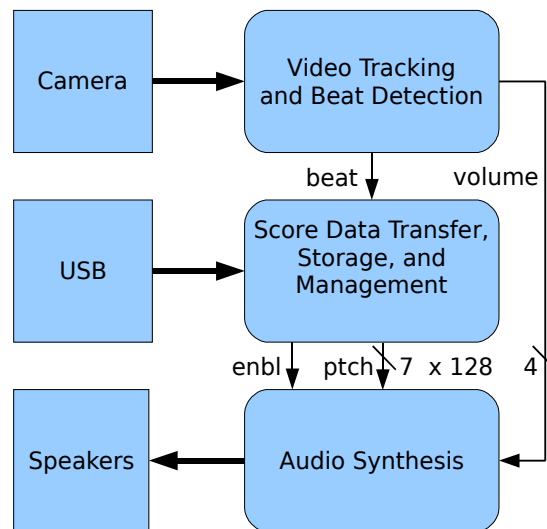 Camera
Video Tracking
and Beat Detection
beat
volume
USB
Score Data Transfer,
Storage, and
Management
enbl
ptch
7 x 128
4
Speakers
Audio Synthesis